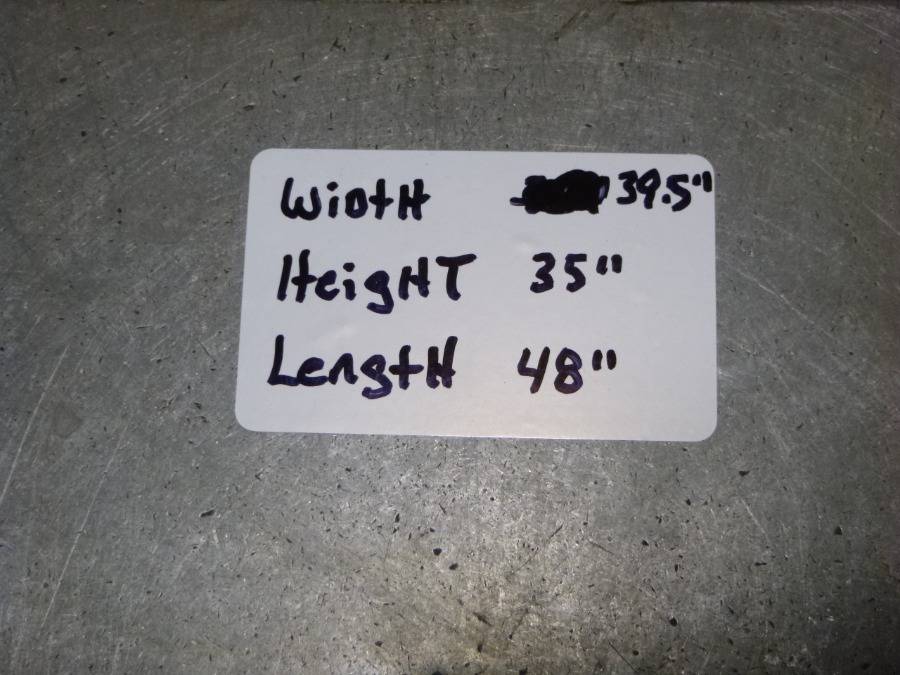 Width 39.5"
Height 35"
Length 48"